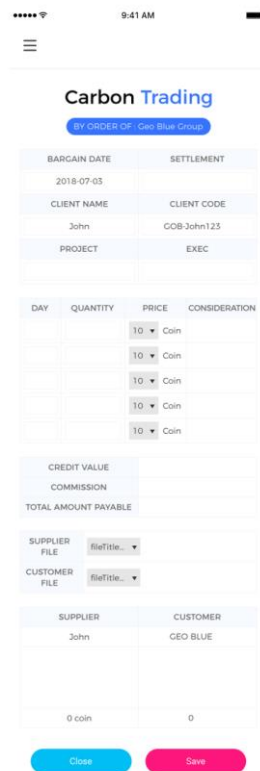 9:41 AM
Carbon Trading
BY ORDER OF : Geo Blue Group
BARGAIN DATE SETTLEMENT
2018-07-03
CLIENT NAME CLIENT CODE
John GOB-John123
PROJECT EXEC
DAY QUANTITY PRICE CONSIDERATION
10 Coin
10 Coin
10 Coin
10 Coin
10 Coin
CREDIT VALUE
COMMISSION
TOTAL AMOUNT PAYABLE
SUPPLIER
FILE
fileTitle...
CUSTOMER
FILE
fileTitle...
SUPPLIER CUSTOMER
John GEO BLUE
0 coin 0
Close Save